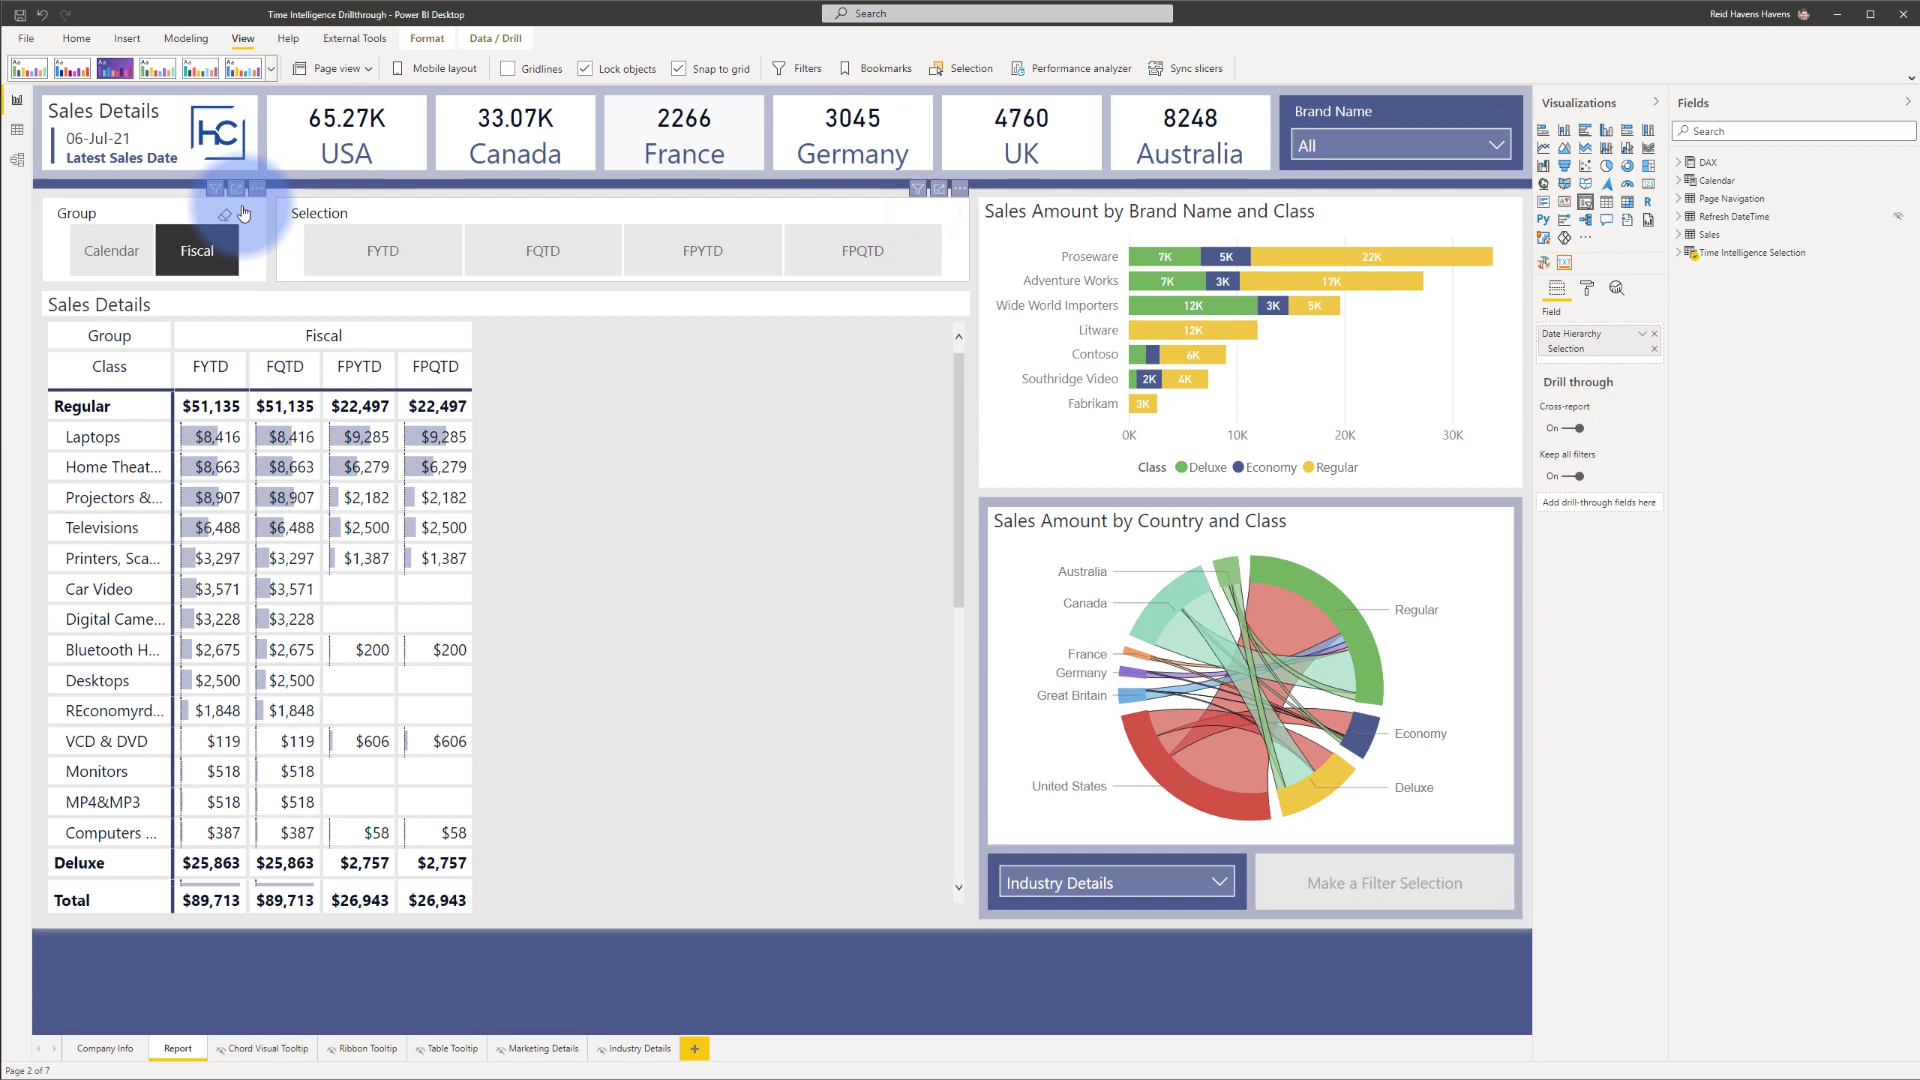 Time Intelligence Drillthrough - Power BI Desktop
Search
Reid Havens Havens
File Home Insert Modeling View Help External Tools Format Data / Drill
Aa Aa Aa Aa Aa Aa
Page view Mobile layout Gridlines Lock objects Snap to grid Filters Bookmarks Selection Performance analyzer Sync slicers
Sales Details
06-Jul-21
Latest Sales Date
HC
65.27K
USA
33.07K
Canada
2266
France
3045
Germany
4760
UK
8248
Australia
Brand Name
All
Group
Calendar Fiscal
Selection
FYTD FQTD FPYTD FPQTD
Sales Details
Group Fiscal
Class FYTD FQTD FPYTD FPQTD
Regular $51,135 $51,135 $22,497 $22,497
Laptops $8,416 $8,416 $9,285 $9,285
Home Theat... $8,663 $8,663 $6,279 $6,279
Projectors &... $8,907 $8,907 $2,182 $2,182
Televisions $6,488 $6,488 $2,500 $2,500
Printers, Sca... $3,297 $3,297 $1,387 $1,387
Car Video $3,571 $3,571
Digital Came... $3,228 $3,228
Bluetooth H... $2,675 $2,675 $200 $200
Desktops $2,500 $2,500
REconomyrd... $1,848 $1,848
VCD & DVD $119 $119 $606 $606
Monitors $518 $518
MP4&MP3 $518 $518
Computers ... $387 $387 $58 $58
Deluxe $25,863 $25,863 $2,757 $2,757
Total $89,713 $89,713 $26,943 $26,943
Sales Amount by Brand Name and Class
Proseware 7K 5K 22K
Adventure Works 7K 3K 17K
Wide World Importers 12K 3K 5K
Litware 12K
Contoso 6K
Southridge Video 2K 4K
Fabrikam 3K
0K 10K 20K 30K
Class Deluxe Economy Regular
Sales Amount by Country and Class
Australia
Canada
France
Germany
Great Britain
United States
Regular
Economy
Deluxe
Industry Details
Make a Filter Selection
Visualizations
R
Py
TXT
Field
Date Hierarchy
Selection
Drill through
Cross-report
On
Keep all filters
On
Add drill-through fields here
Fields
Search
DAX
Calendar
Page Navigation
Refresh DateTime
Sales
Time Intelligence Selection
Company Info Report Chord Visual Tooltip Ribbon Tooltip Table Tooltip Marketing Details Industry Details +
Page 2 of 7